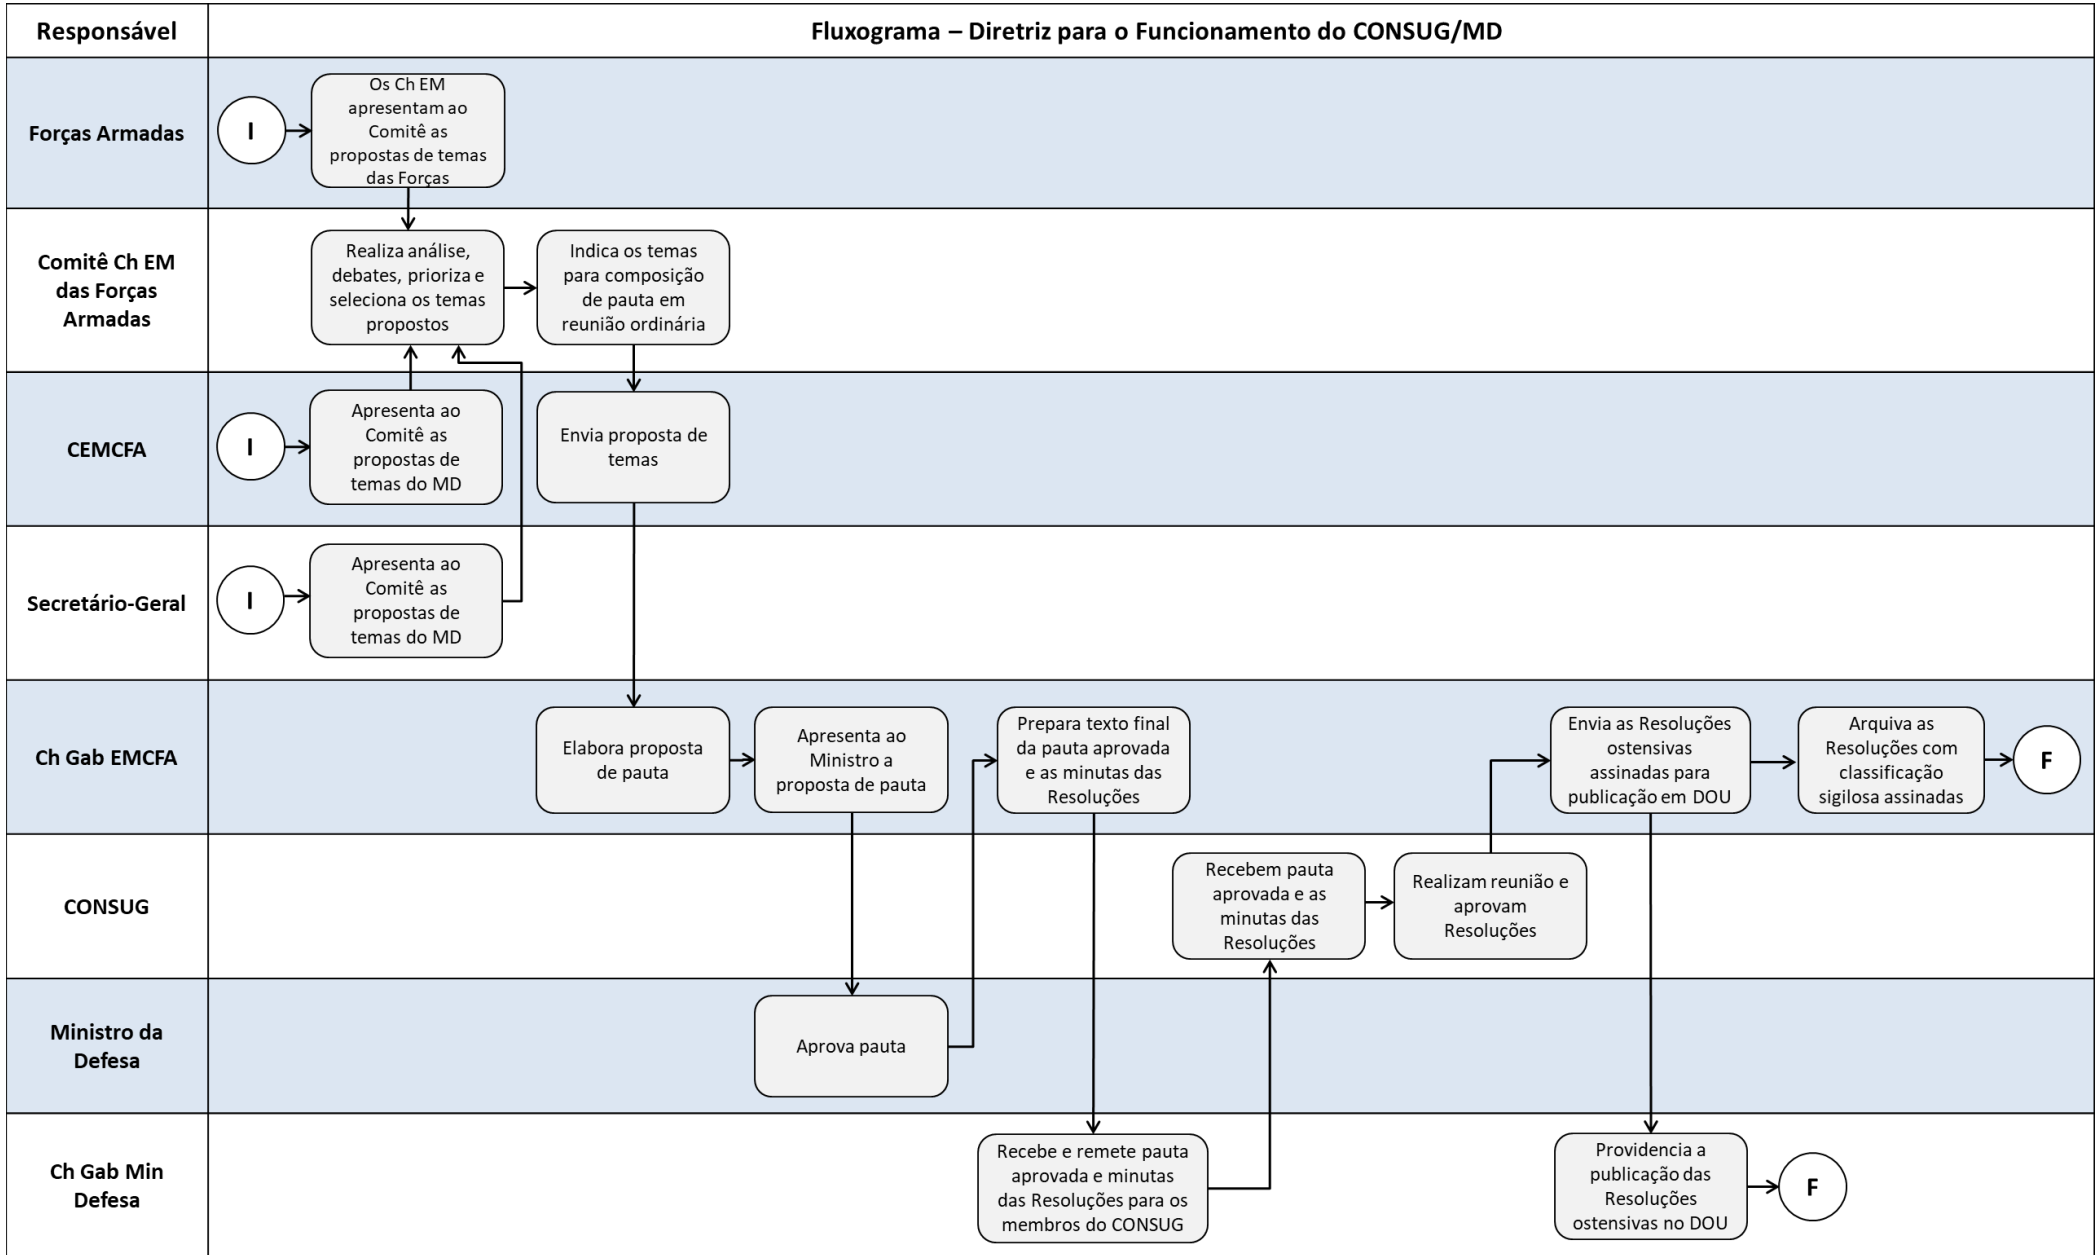 Responsável
Fluxograma – Diretriz para o Funcionamento do CONSUG/MD
Forças Armadas
I
Os Ch EM
apresentam ao
Comitê as
propostas de temas
das Forças
Comitê Ch EM
das Forças
Armadas
Realiza análise,
debates, prioriza e
seleciona os temas
propostos
Indica os temas
para composição
de pauta em
reunião ordinária
CEMCFA
I
Apresenta ao
Comitê as
propostas de
temas do MD
Envia proposta de
temas
Secretário-Geral
I
Apresenta ao
Comitê as
propostas de
temas do MD
Ch Gab EMCFA
Elabora proposta
de pauta
Apresenta ao
Ministro a
proposta de pauta
Prepara texto final
da pauta aprovada
e as minutas das
Resoluções
Envia as Resoluções
ostensivas
assinadas para
publicação em DOU
Arquiva as
Resoluções com
classificação
sigilosa assinadas
F
CONSUG
Recebem pauta
aprovada e as
minutas das
Resoluções
Realizam reunião e
aprovam
Resoluções
Ministro da
Defesa
Aprova pauta
Ch Gab Min
Defesa
Recebe e remete pauta
aprovada e minutas
das Resoluções para os
membros do CONSUG
Providencia a
publicação das
Resoluções
ostensivas no DOU
F